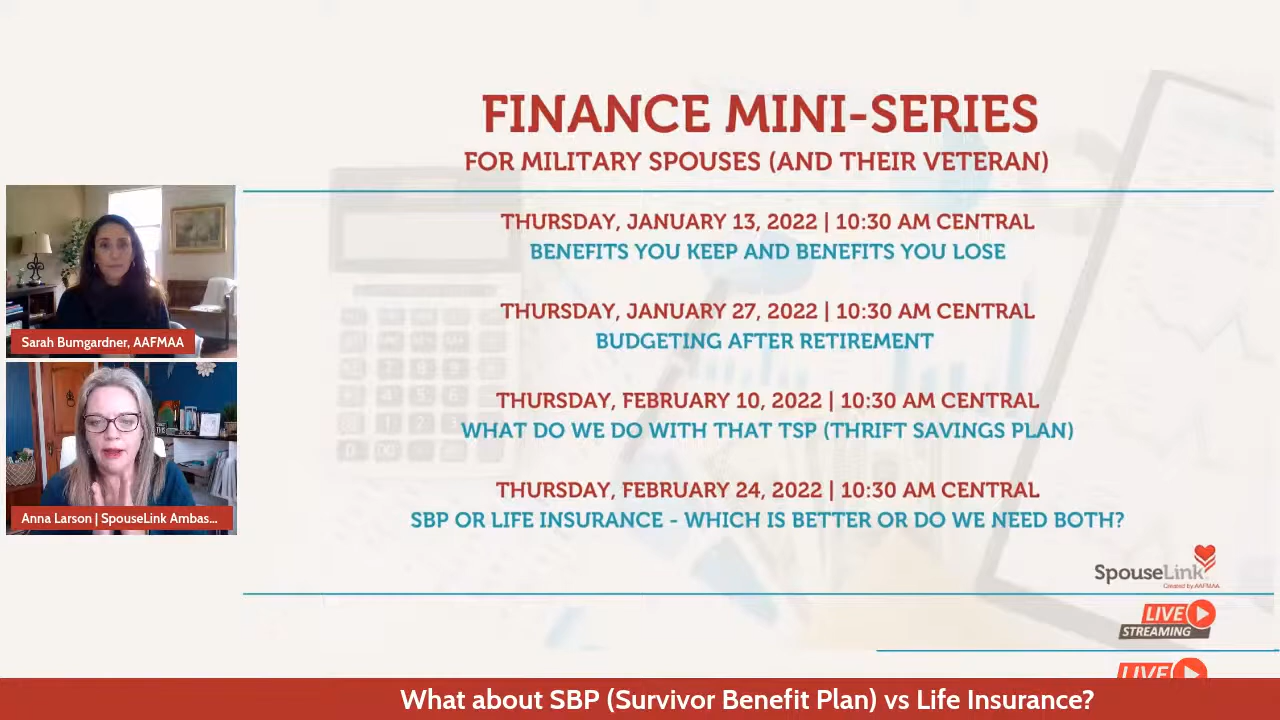 FINANCE MINI-SERIES
FOR MILITARY SPOUSES (AND THEIR VETERAN)
THURSDAY, JANUARY 13, 2022 | 10:30 AM CENTRAL
BENEFITS YOU KEEP AND BENEFITS YOU LOSE
THURSDAY, JANUARY 27, 2022 | 10:30 AM CENTRAL
BUDGETING AFTER RETIREMENT
THURSDAY, FEBRUARY 10, 2022 | 10:30 AM CENTRAL
WHAT DO WE DO WITH THAT TSP (THRIFT SAVINGS PLAN)
THURSDAY, FEBRUARY 24, 2022 | 10:30 AM CENTRAL
SBP OR LIFE INSURANCE - WHICH IS BETTER OR DO WE NEED BOTH?
Sarah Bumgardner, AAFMAA
Anna Larson | SpouseLink Ambas...
SpouseLink
Created by AAFMAA
LIVE
STREAMING
LIVE
What about SBP (Survivor Benefit Plan) vs Life Insurance?